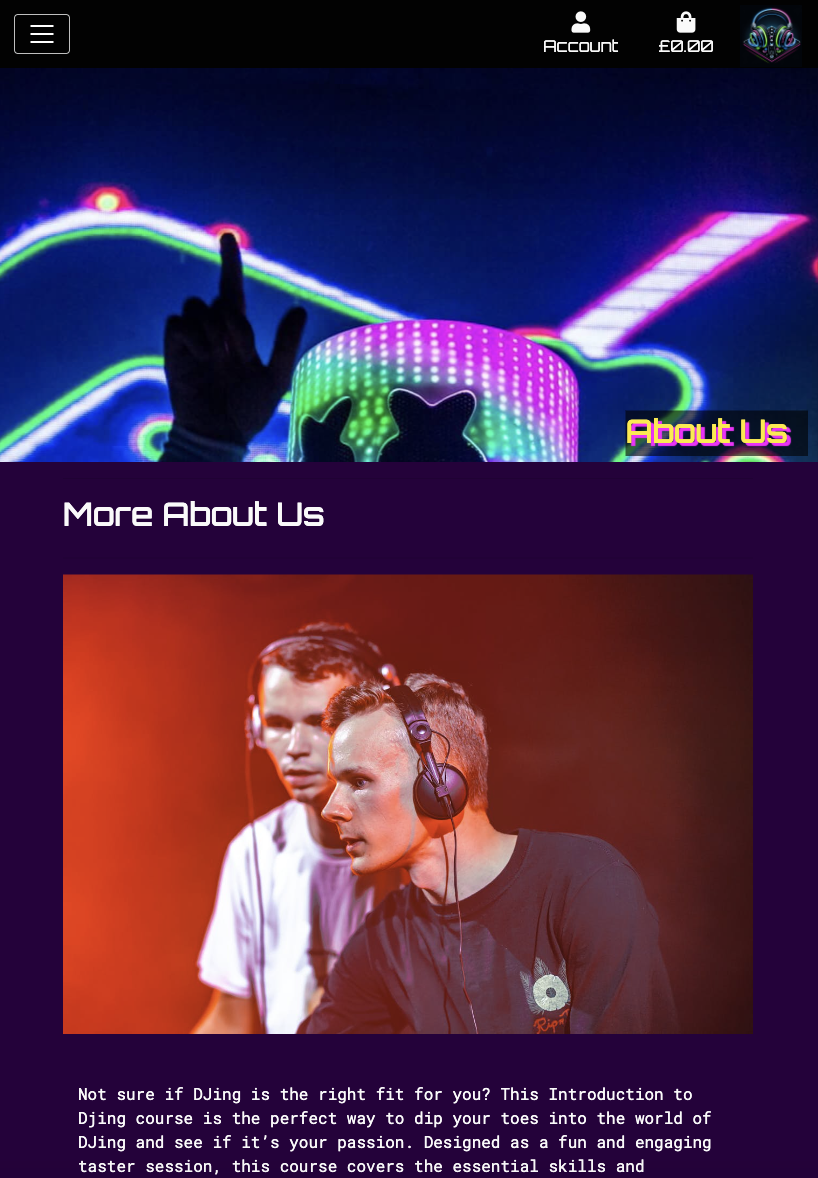 Account
£0.00
About Us
More About Us
Not sure if DJing is the right fit for you? This Introduction to
Djing course is the perfect way to dip your toes into the world of
DJing and see if it’s your passion. Designed as a fun and engaging
taster session, this course covers the essential skills and